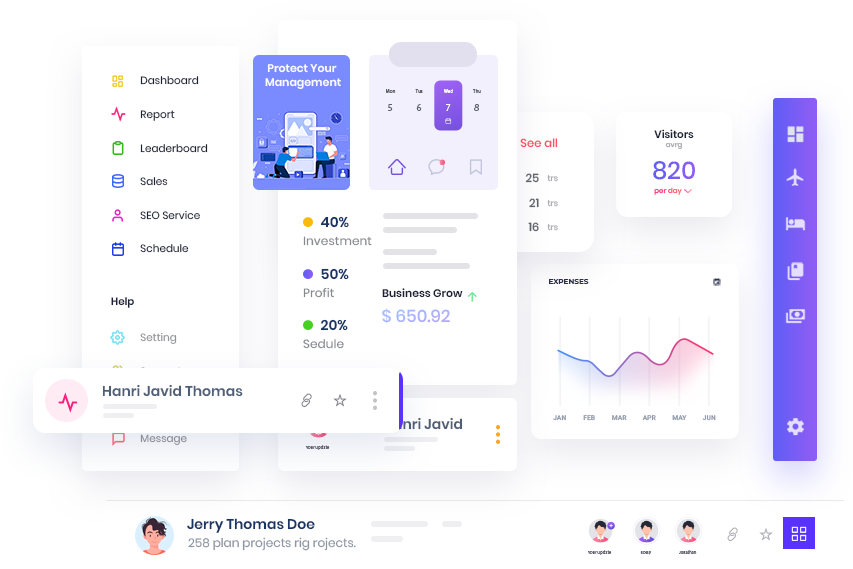 Dashboard
Report
Leaderboard
Sales
SEO Service
Schedule
Help
Setting
Message
Protect Your
Management
Mon Tus Wed Thu
5 6 7 8
40%
Investment
50%
Profit
20%
Sedule
Business Grow
$ 650.92
See all
25 trs
21 trs
16 trs
Visitors
avrg
820
per day
EXPENSES
JAN FEB MAR APR MAY JUN
Hanri Javid Thomas
nri Javid
Jerry Thomas Doe
258 plan projects rig rojects.